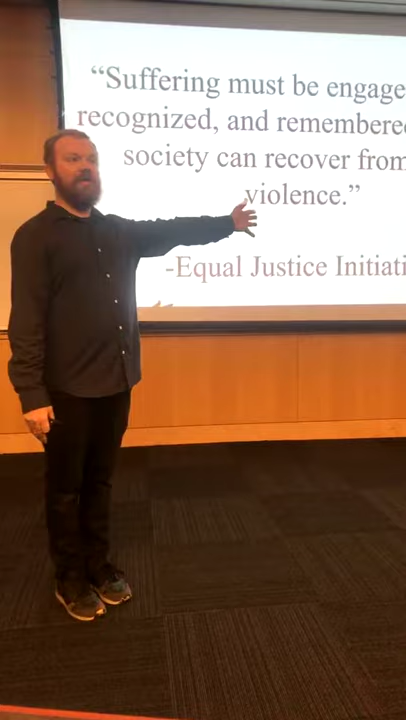 “Suffering must be engage
recognized, and remembere
society can recover from
violence.”
-Equal Justice Initiati